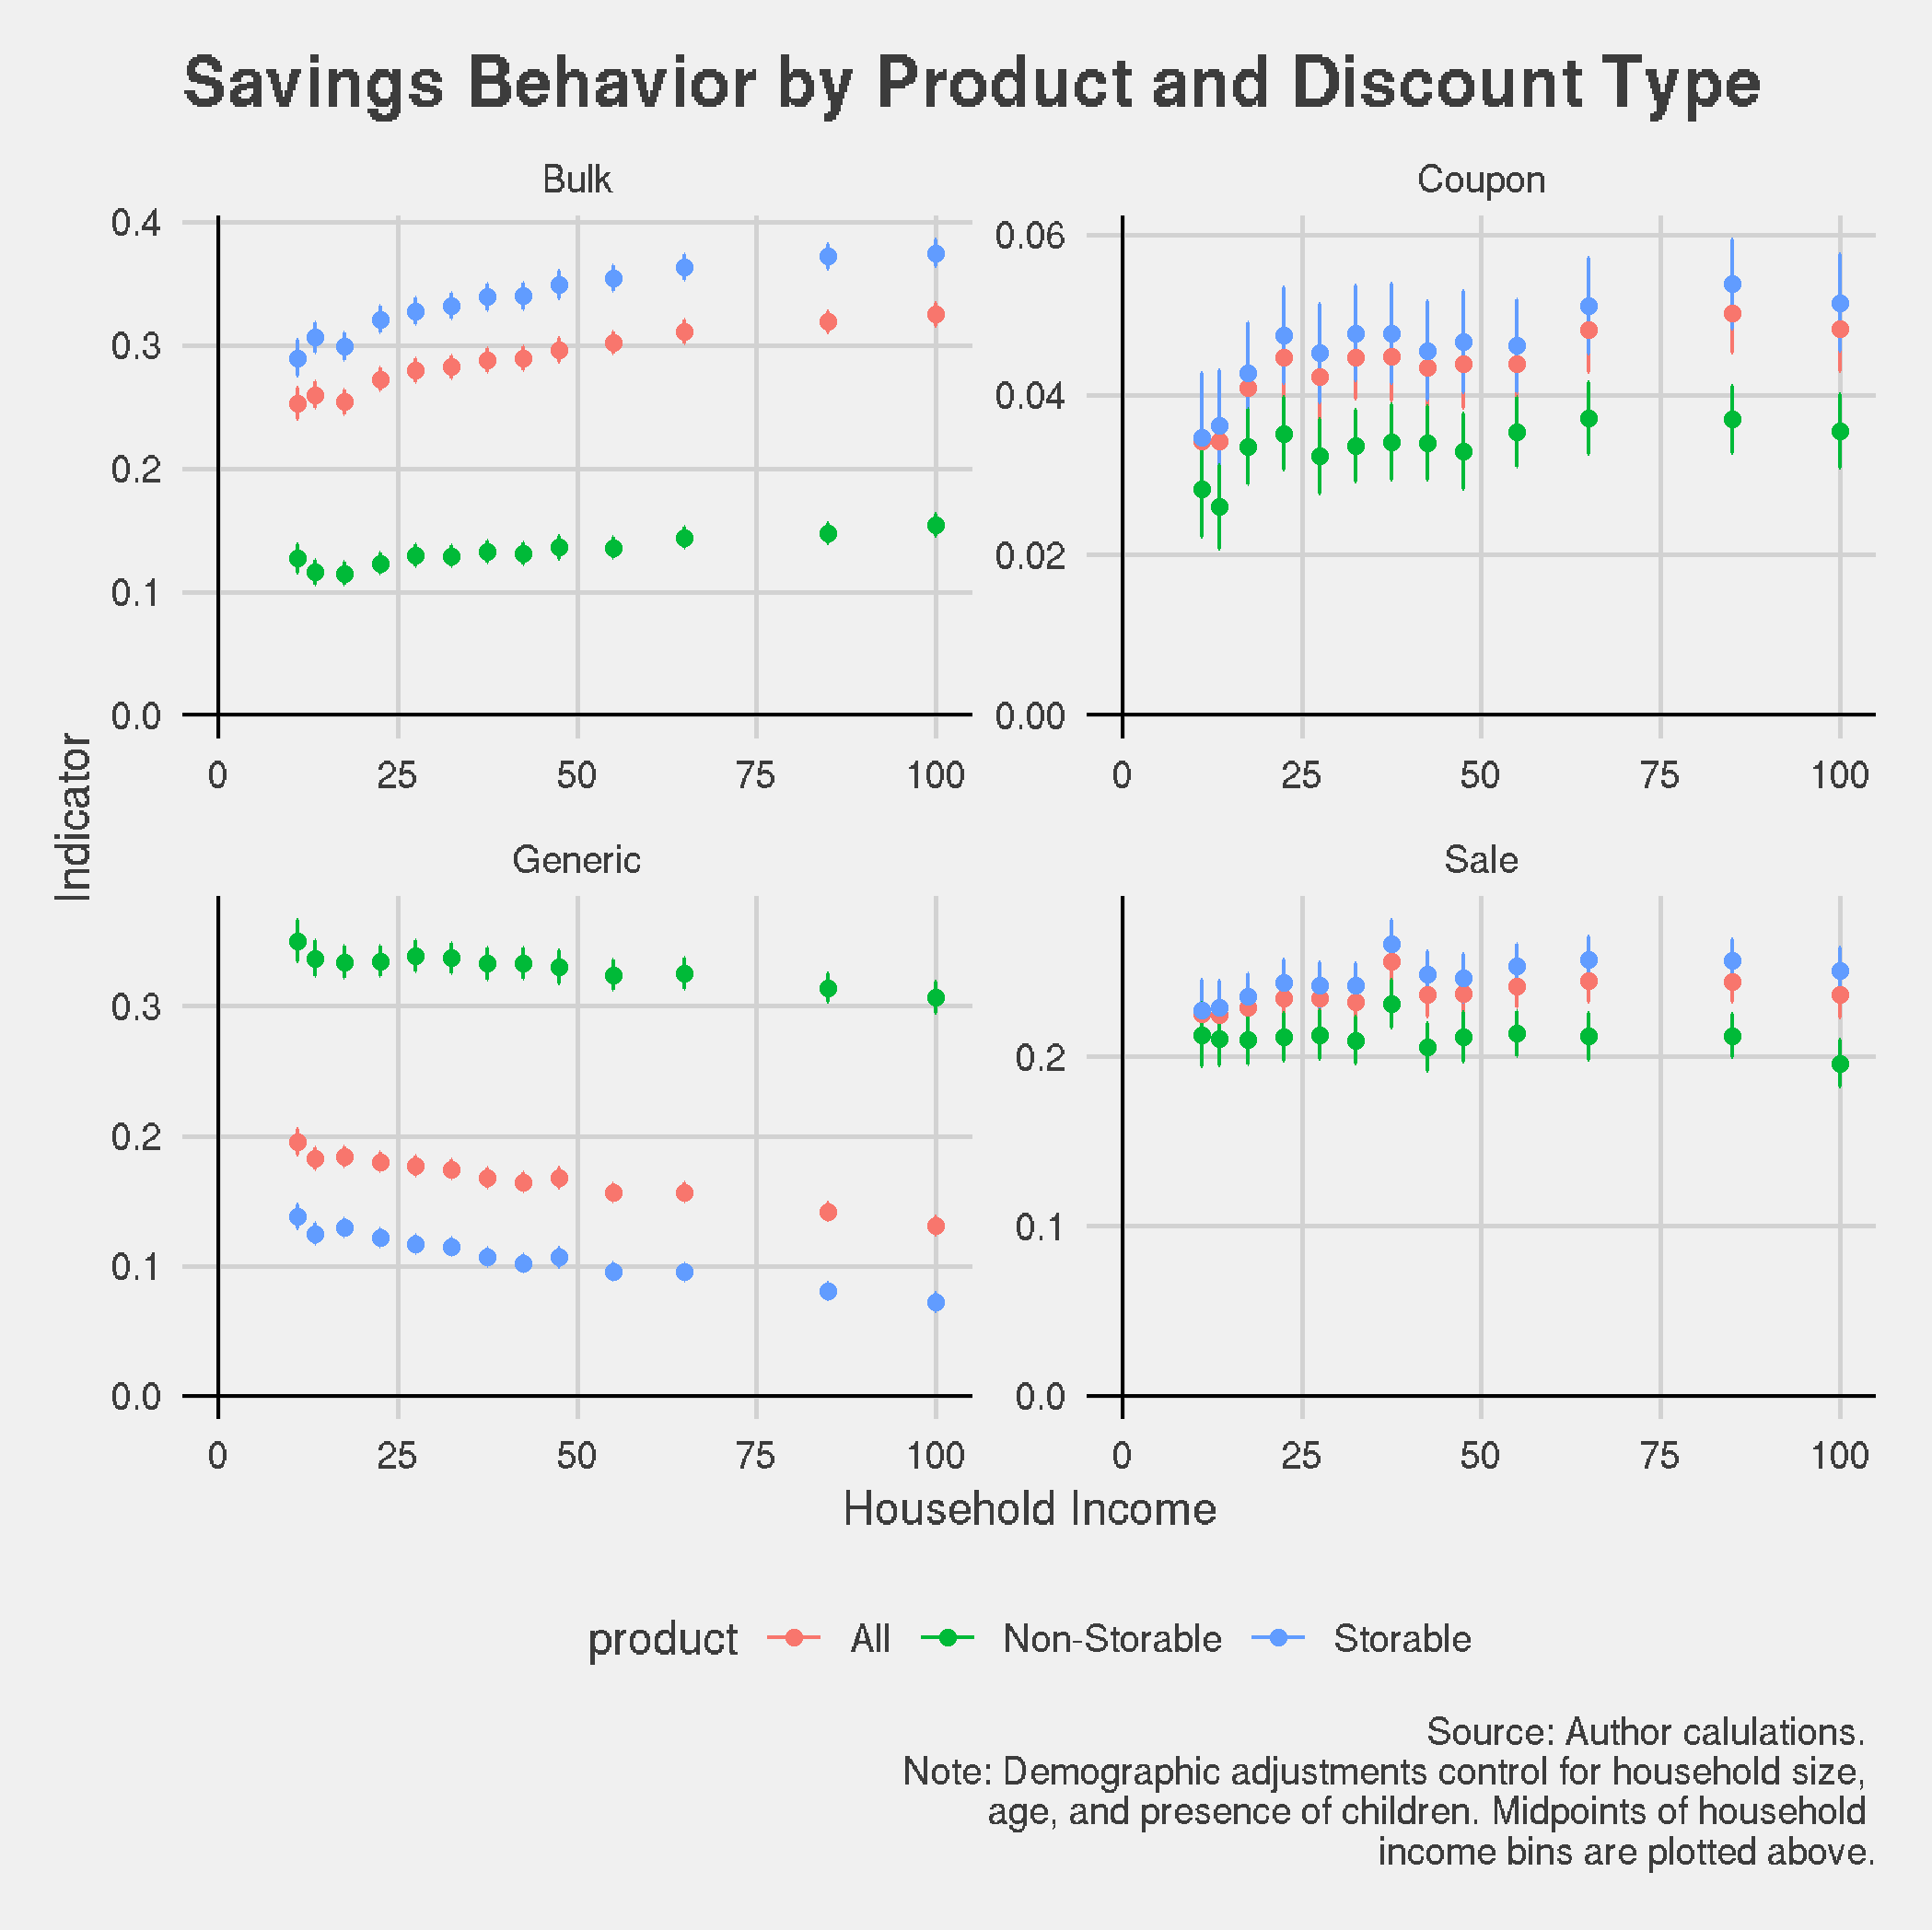 Savings Behavior by Product and Discount Type
Bulk
Coupon
0.4
0.3
0.2
0.1
0.0
0.06
0.04
0.02
0.00
0 25 50 75 100
0 25 50 75 100
Indicator
Generic
Sale
0.3
0.2
0.1
0.0
0.2
0.1
0.0
0 25 50 75 100
0 25 50 75 100
Household Income
product All Non-Storable Storable
Source: Author calulations.
Note: Demographic adjustments control for household size,
age, and presence of children. Midpoints of household
income bins are plotted above.